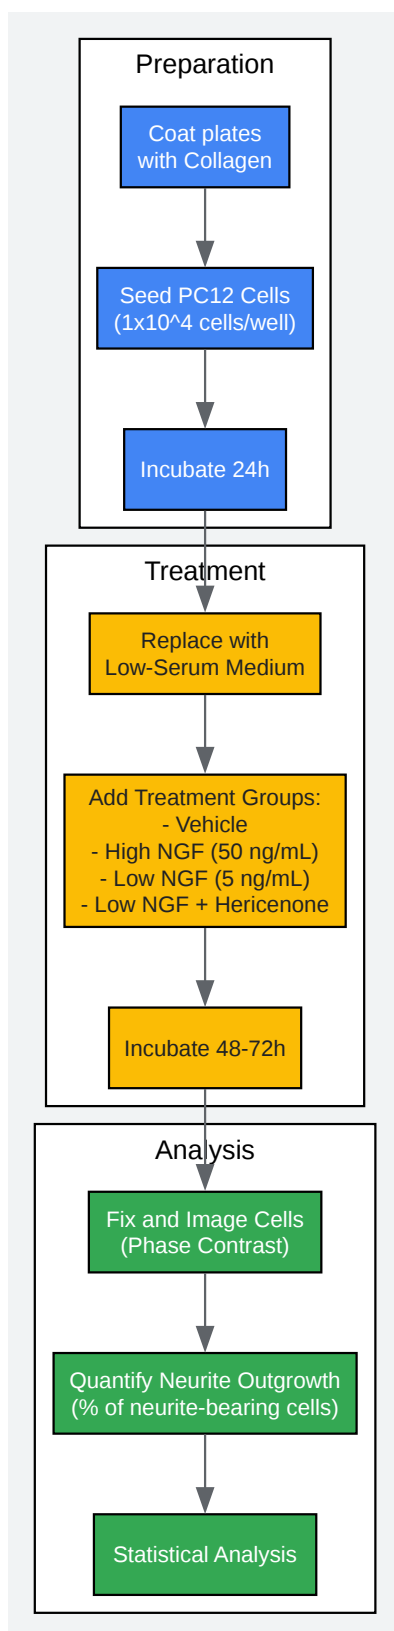 Preparation
Coat plates
with Collagen
Seed PC12 Cells
(1x10^4 cells/well)
Incubate 24h
Treatment
Replace with
Low-Serum Medium
Add Treatment Groups:
- Vehicle
- High NGF (50 ng/mL)
- Low NGF (5 ng/mL)
- Low NGF + Hericenone
Incubate 48-72h
Analysis
Fix and Image Cells
(Phase Contrast)
Quantify Neurite Outgrowth
(% of neurite-bearing cells)
Statistical Analysis